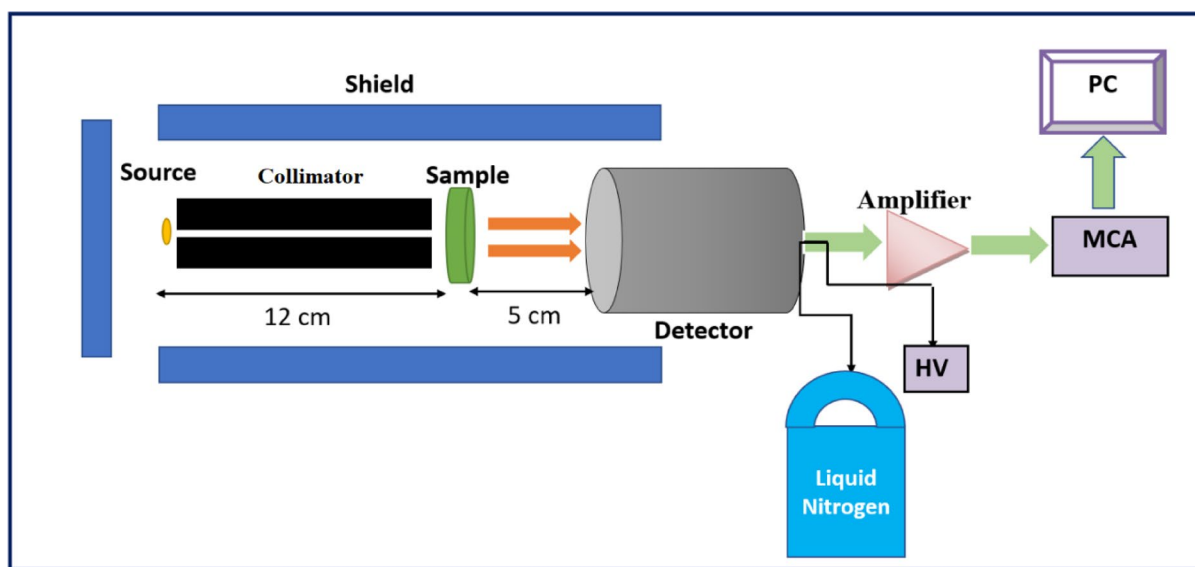 PC
Shield
Source
Collimator
Sample
Amplifier
MCA
12 cm
5 cm
Detector
HV
Liquid
Nitrogen